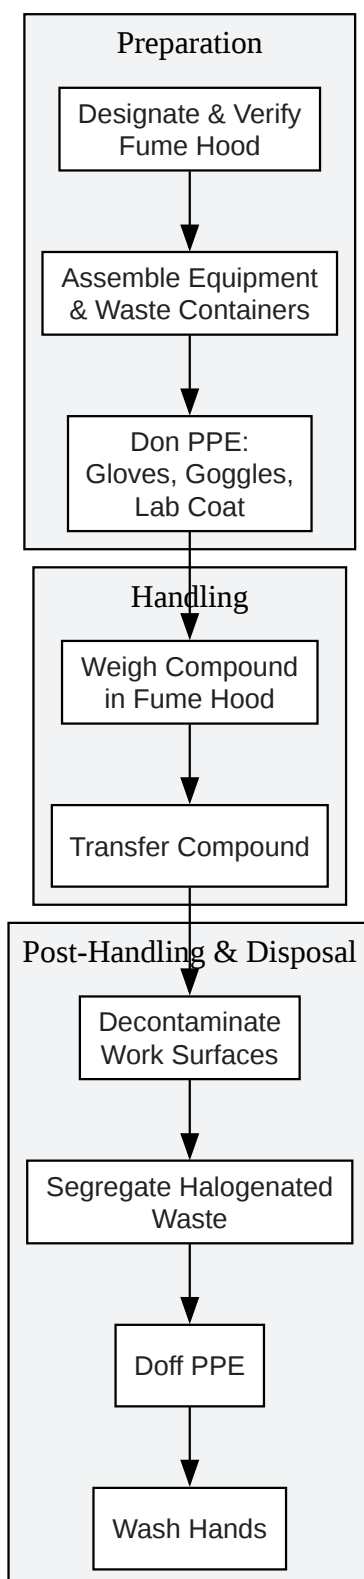 Preparation
Designate & Verify
Fume Hood
Assemble Equipment
& Waste Containers
Don PPE:
Gloves, Goggles,
Lab Coat
Handling
Weigh Compound
in Fume Hood
Transfer Compound
Post-Handling & Disposal
Decontaminate
Work Surfaces
Segregate Halogenated
Waste
Doff PPE
Wash Hands